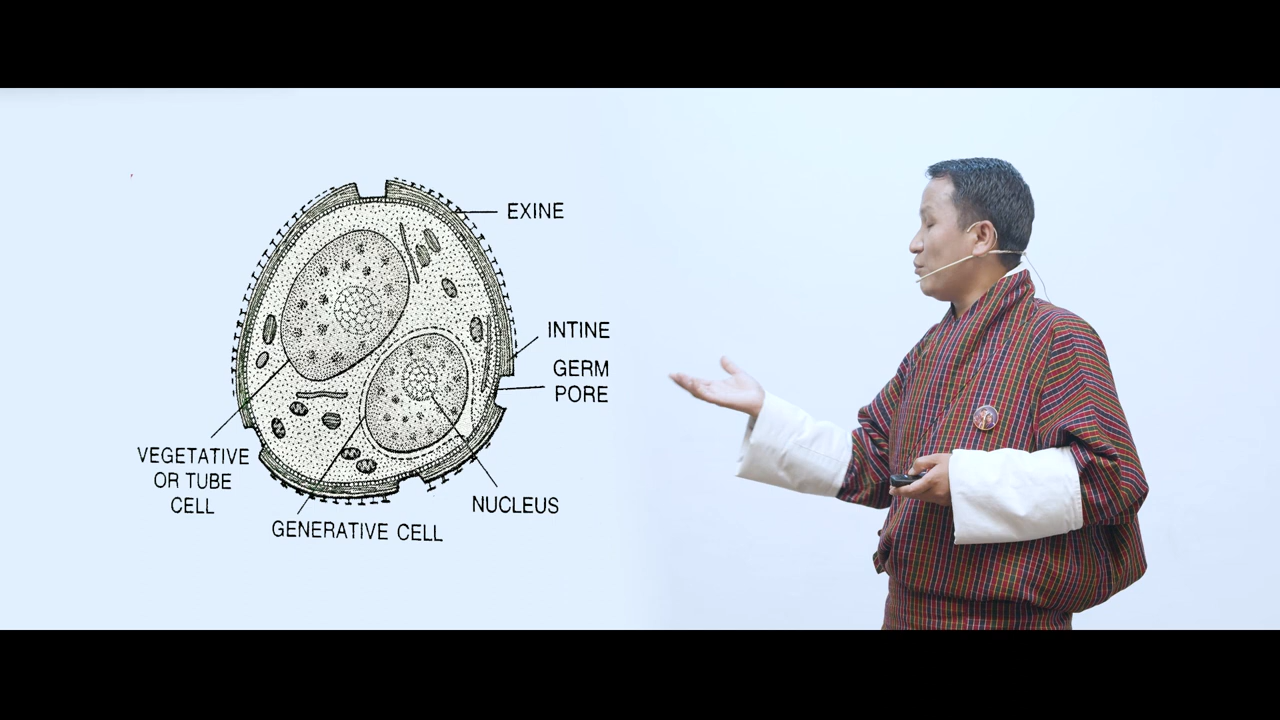 EXINE
INTINE
GERM
PORE
VEGETATIVE
OR TUBE
CELL
NUCLEUS
GENERATIVE CELL